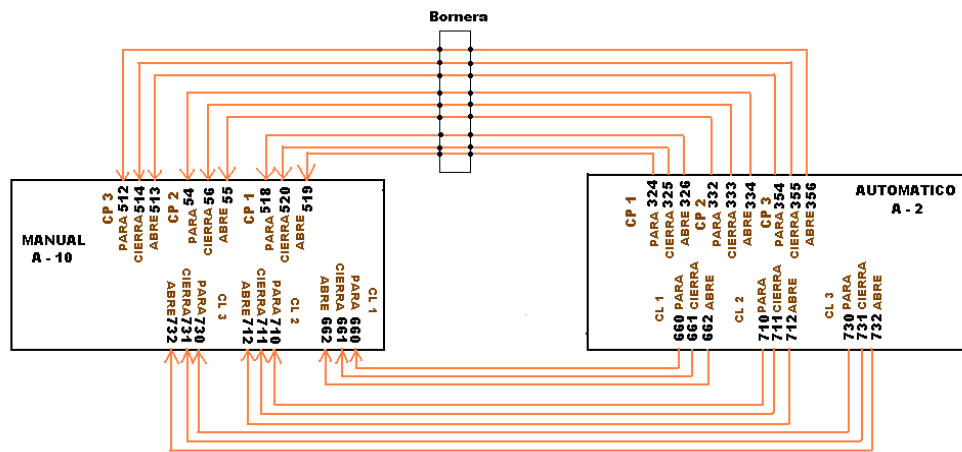 Bornera
CP 3
PARA 512
CIERRA 514
ABRE 513
CP 2
PARA 54
CIERRA 56
ABRE 55
CP 1
PARA 518
CIERRA 520
ABRE 519
MANUAL
A - 10
ABRE 732
CIERRA 731
PARA 730
CL 3
ABRE 712
CIERRA 711
PARA 710
CL 2
ABRE 662
CIERRA 661
PARA 660
CL 1
CP 1
PARA 324
CIERRA 325
ABRE 326
CP 2
PARA 332
CIERRA 333
ABRE 334
CP 3
PARA 354
CIERRA 355
ABRE 356
AUTOMATICO
A - 2
CL 1
660 PARA
661 CIERRA
662 ABRE
CL 2
710 PARA
711 CIERRA
712 ABRE
CL 3
730 PARA
731 CIERRA
732 ABRE